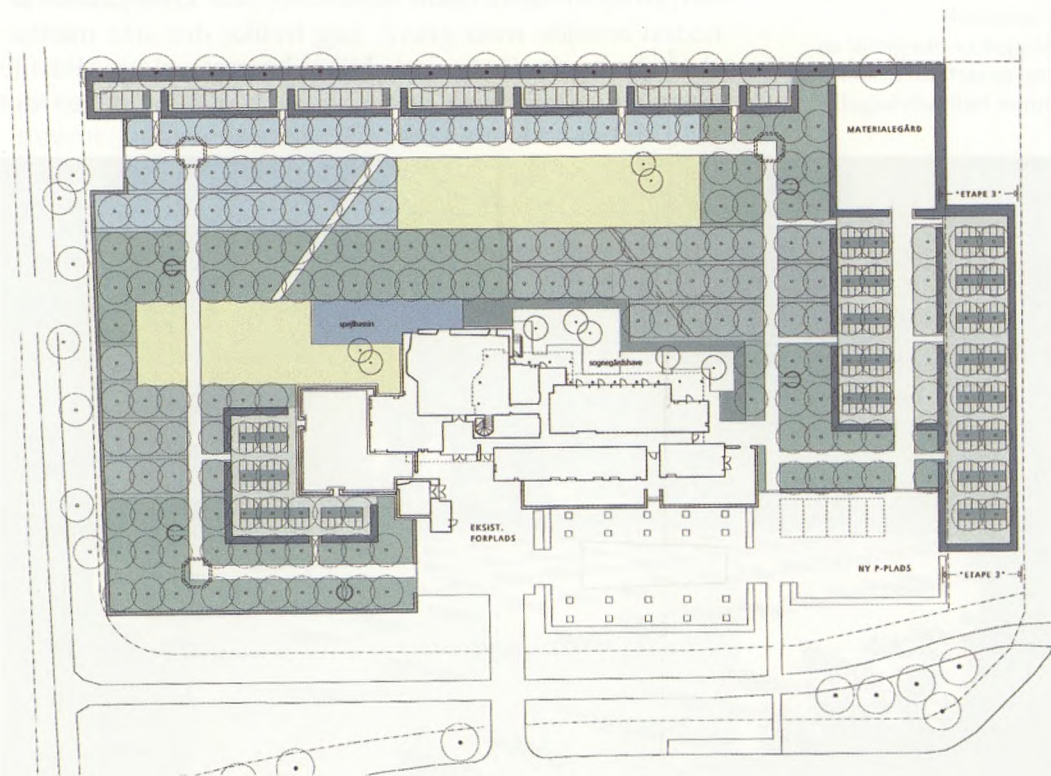 MATERIALEGÅRD
"ETAPE 3"
spejlbassin
sognegårdshave
EKSIST.
FORPLADS
NY P-PLADS
"ETAPE 3"